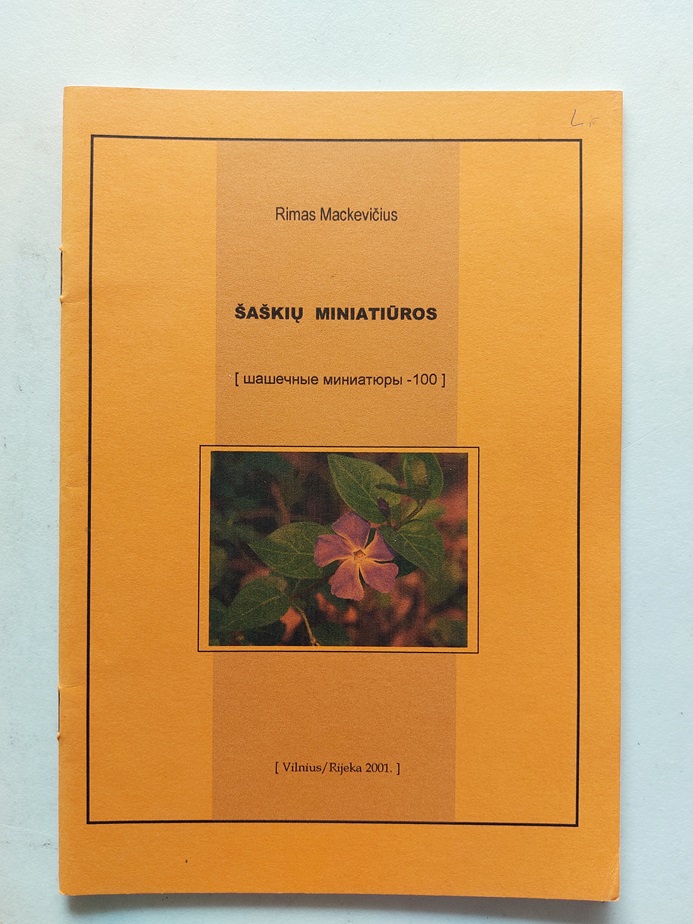 Rimas Mackevičius
ŠAŠKIŲ MINIATIŪROS
[ шашечные миниатюры -100 ]
[ Vilnius/Rijeka 2001. ]